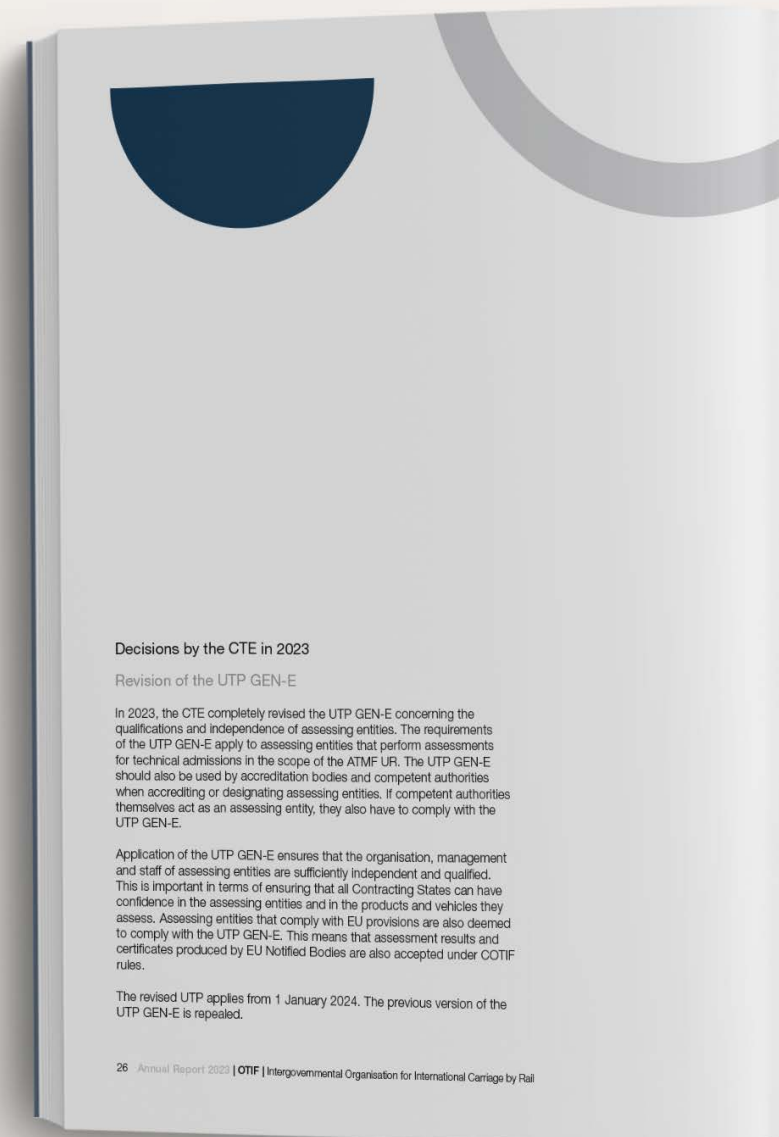 Decisions by the CTE in 2023
Revision of the UTP GEN-E
In 2023, the CTE completely revised the UTP GEN-E concerning the
qualifications and independence of assessing entities. The requirements
of the UTP GEN-E apply to assessing entities that perform assessments
for technical admissions in the scope of the ATMF UR. The UTP GEN-E
should also be used by accreditation bodies and competent authorities
when accrediting or designating assessing entities. If competent authorities
themselves act as an assessing entity, they also have to comply with the
UTP GEN-E.
Application of the UTP GEN-E ensures that the organisation, management
and staff of assessing entities are sufficiently independent and qualified.
This is important in terms of ensuring that all Contracting States can have
confidence in the assessing entities and in the products and vehicles they
assess. Assessing entities that comply with EU provisions are also deemed
to comply with the UTP GEN-E. This means that assessment results and
certificates produced by EU Notified Bodies are also accepted under COTIF
rules.
The revised UTP applies from 1 January 2024. The previous version of the
UTP GEN-E is repealed.
26 Annual Report 2023 | OTIF | Intergovernmental Organisation for International Carriage by Rail